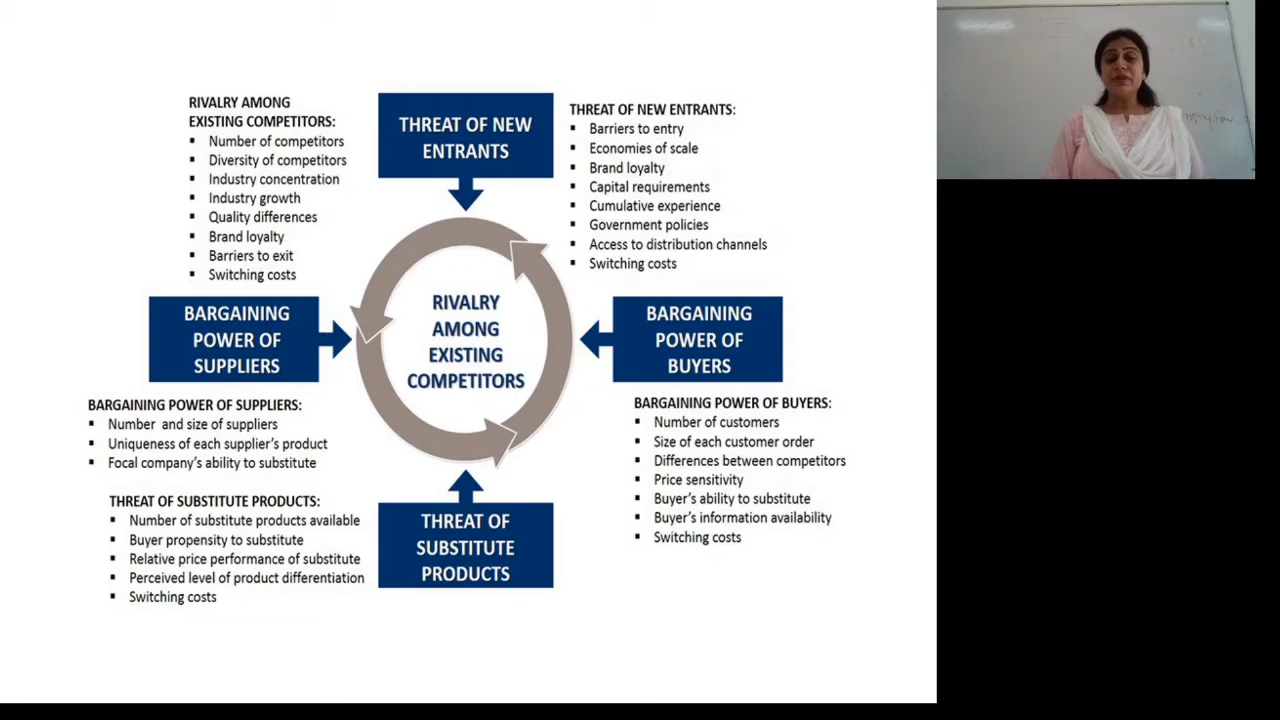 RIVALRY AMONG
EXISTING COMPETITORS:
▪ Number of competitors
▪ Diversity of competitors
▪ Industry concentration
▪ Industry growth
▪ Quality differences
▪ Brand loyalty
▪ Barriers to exit
▪ Switching costs
THREAT OF NEW
ENTRANTS
THREAT OF NEW ENTRANTS:
▪ Barriers to entry
▪ Economies of scale
▪ Brand loyalty
▪ Capital requirements
▪ Cumulative experience
▪ Government policies
▪ Access to distribution channels
▪ Switching costs
BARGAINING
POWER OF
SUPPLIERS
RIVALRY
AMONG
EXISTING
COMPETITORS
BARGAINING
POWER OF
BUYERS
BARGAINING POWER OF SUPPLIERS:
▪ Number and size of suppliers
▪ Uniqueness of each supplier's product
▪ Focal company's ability to substitute
BARGAINING POWER OF BUYERS:
▪ Number of customers
▪ Size of each customer order
▪ Differences between competitors
▪ Price sensitivity
▪ Buyer's ability to substitute
▪ Buyer's information availability
▪ Switching costs
THREAT OF SUBSTITUTE PRODUCTS:
▪ Number of substitute products available
▪ Buyer propensity to substitute
▪ Relative price performance of substitute
▪ Perceived level of product differentiation
▪ Switching costs
THREAT OF
SUBSTITUTE
PRODUCTS